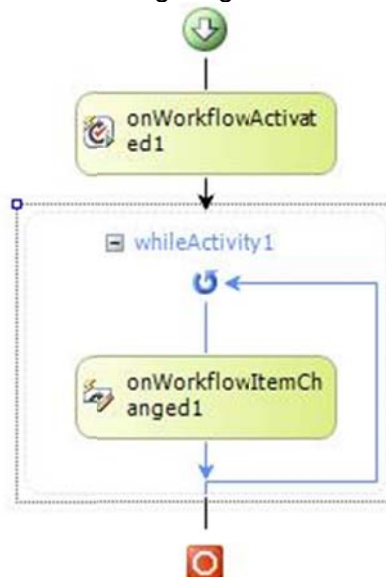 onWorkflowActivat
ed1
whileActivity1
onWorkflowItemCh
anged1